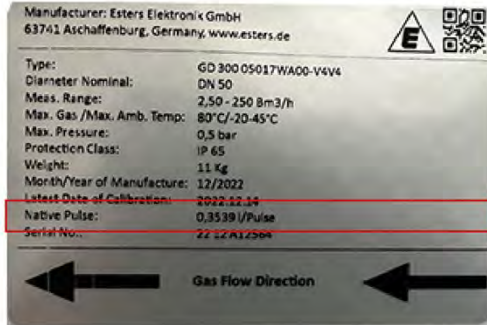 Manufacturer: Esters Elektronik GmbH
63741 Aschaffenburg, Germany, www.esters.de
E
Type: GD 300 05017WA00-V4V4
Diameter Nominal: DN 50
Meas. Range: 2,50 - 250 Bm3/h
Max. Gas /Max. Amb. Temp: 80°C/-20-45°C
Max. Pressure: 0,5 bar
Protection Class: IP 65
Weight: 11 Kg
Month/Year of Manufacture: 12/2022
Latest Date of Calibration: 2022.12.14
Native Pulse: 0,3539 l/Pulse
Serial No.: 22 12 A12564
Gas Flow Direction